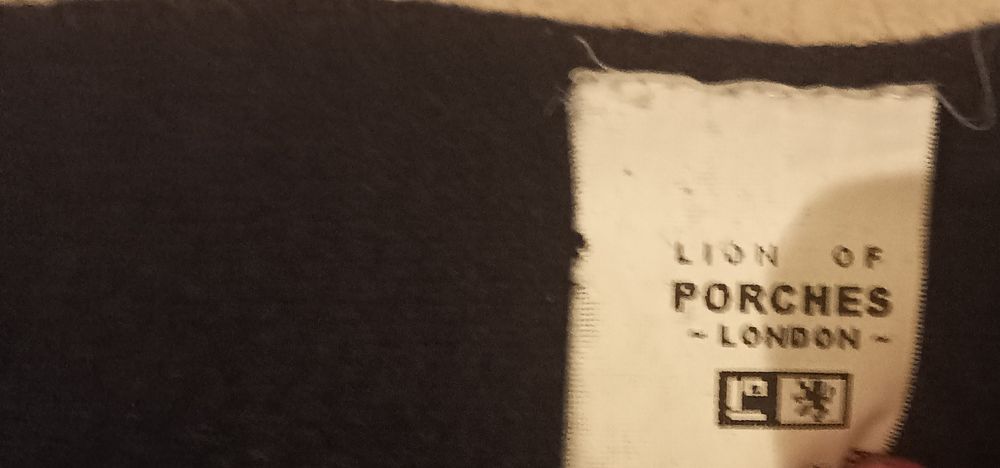 LION OF
PORCHES
~ LONDON ~